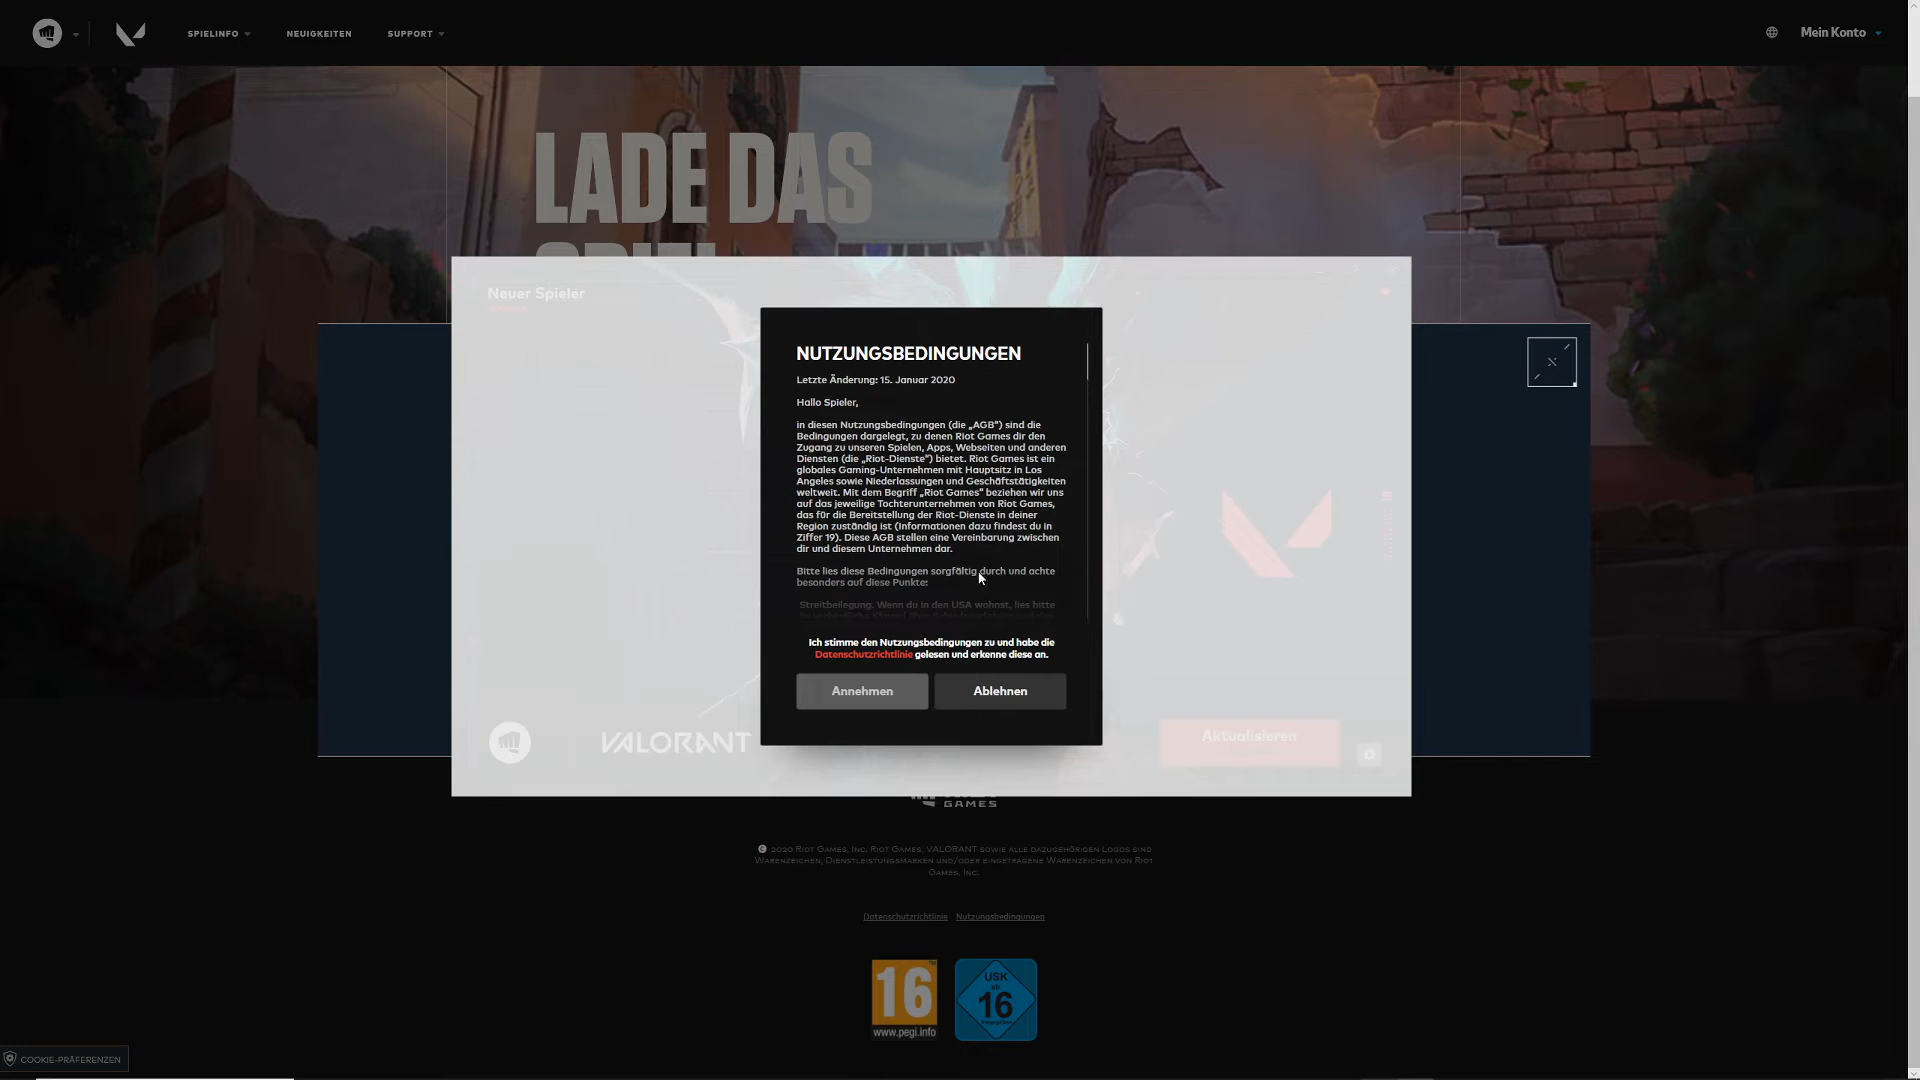 SPIELINFO
NEUIGKEITEN
SUPPORT
Mein Konto
LADE DAS
Neuer Spieler
NUTZUNGSBEDINGUNGEN
Letzte Änderung: 15. Januar 2020
Hallo Spieler,
in diesen Nutzungsbedingungen (die „AGB“) sind die
Bedingungen dargelegt, zu denen Riot Games dir den
Zugang zu unseren Spielen, Apps, Webseiten und anderen
Diensten (die „Riot-Dienste“) bietet. Riot Games ist ein
globales Gaming-Unternehmen mit Hauptsitz in Los
Angeles sowie Niederlassungen und Geschäftstätigkeiten
weltweit. Mit dem Begriff „Riot Games“ beziehen wir uns
auf das jeweilige Tochterunternehmen von Riot Games,
das für die Bereitstellung der Riot-Dienste in deiner
Region zuständig ist (Informationen dazu findest du in
Ziffer 19). Diese AGB stellen eine Vereinbarung zwischen
dir und diesem Unternehmen dar.
Bitte lies diese Bedingungen sorgfältig durch und achte
besonders auf diese Punkte:
Streitbeilegung. Wenn du in den USA wohnst, lies bitte
Ich stimme den Nutzungsbedingungen zu und habe die
Datenschutzrichtlinie gelesen und erkenne diese an.
Annehmen
Ablehnen
VALORANT
Aktualisieren
GAMES
© 2020 Riot Games, Inc. Riot Games, VALORANT sowie alle dazugehörigen Logos sind
Warenzeichen, Dienstleistungsmarken und/oder eingetragene Warenzeichen von Riot
Games, Inc.
Datenschutzrichtlinie
Nutzungsbedingungen
16
www.pegi.info
USK
ab
16
COOKIE-PRÄFERENZEN